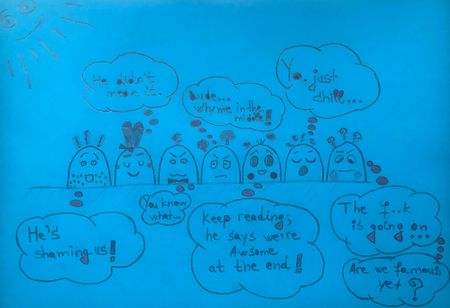 He didn't
mean it...
Dude...
why me in the
middle!
Yo, just
chill...
You know
what...
He's
shaming us!
Keep reading;
he says we're
Awsome
at the end!
The f..k
is going on...
Are we famous
yet?